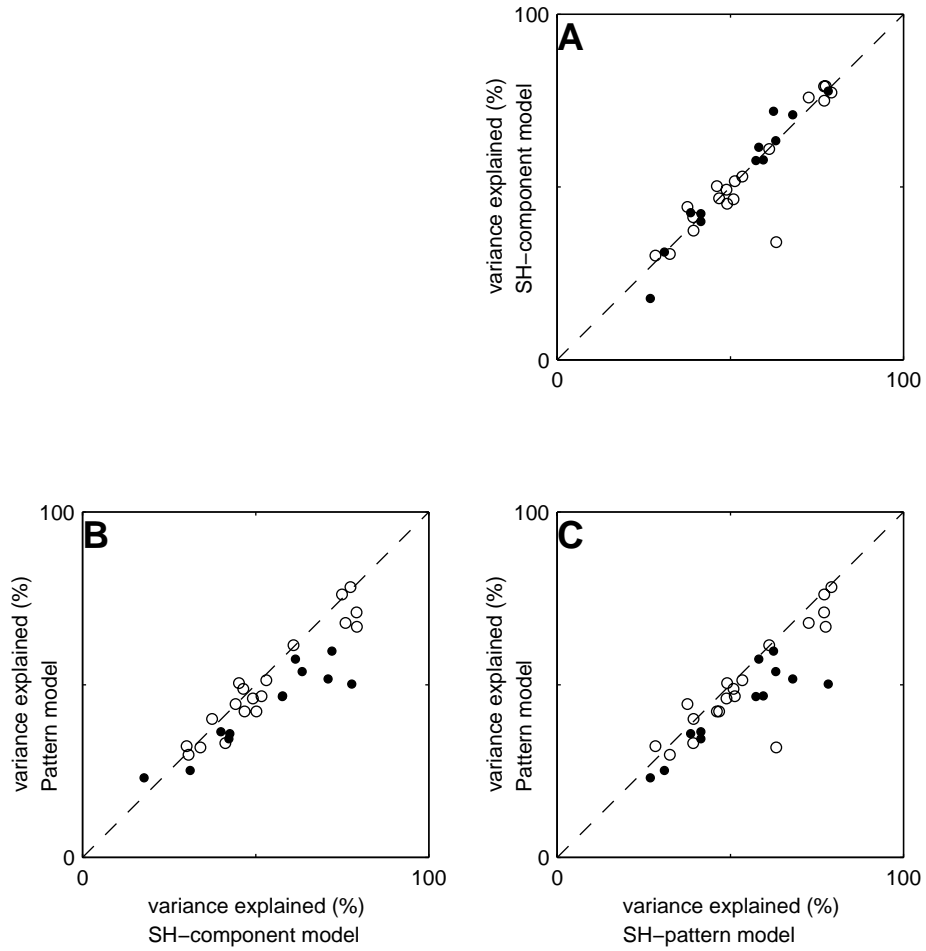 100
A
variance explained (%)
SH−component model
0
0
100
100
B
variance explained (%)
Pattern model
0
0
100
variance explained (%)
SH−component model
100
C
variance explained (%)
Pattern model
0
0
100
variance explained (%)
SH−pattern model